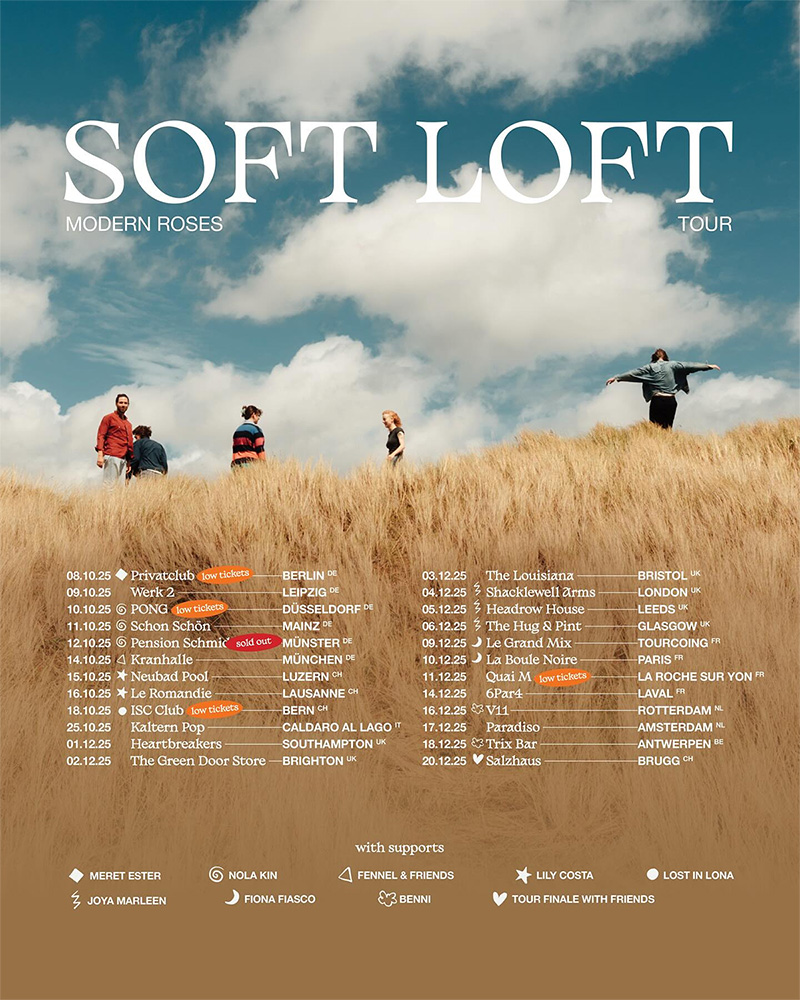 SOFT LOFT
MODERN ROSES TOUR
08.10.25 Privatclub low tickets BERLIN DE
09.10.25 Werk 2 LEIPZIG DE
10.10.25 PONG low tickets DÜSSELDORF DE
11.10.25 Schon Schön MAINZ DE
12.10.25 Pension Schmid sold out MÜNSTER DE
14.10.25 Kranhalle MÜNCHEN DE
15.10.25 Neubad Pool LUZERN CH
16.10.25 Le Romandie LAUSANNE CH
18.10.25 ISC Club low tickets BERN CH
25.10.25 Kaltern Pop CALDARO AL LAGO IT
01.12.25 Heartbreakers SOUTHAMPTON UK
02.12.25 The Green Door Store BRIGHTON UK
03.12.25 The Louisiana BRISTOL UK
04.12.25 Shacklewell Arms LONDON UK
05.12.25 Headrow House LEEDS UK
06.12.25 The Hug & Pint GLASGOW UK
09.12.25 Le Grand Mix TOURCOING FR
10.12.25 La Boule Noire PARIS FR
11.12.25 Quai M low tickets LA ROCHE SUR YON FR
14.12.25 6Par4 LAVAL FR
16.12.25 V11 ROTTERDAM NL
17.12.25 Paradiso AMSTERDAM NL
18.12.25 Trix Bar ANTWERPEN BE
20.12.25 Salzhaus BRUGG CH
with supports
MERET ESTER NOLA KIN FENNEL & FRIENDS LILY COSTA LOST IN LONA
JOYA MARLEEN FIONA FIASCO BENNI TOUR FINALE WITH FRIENDS